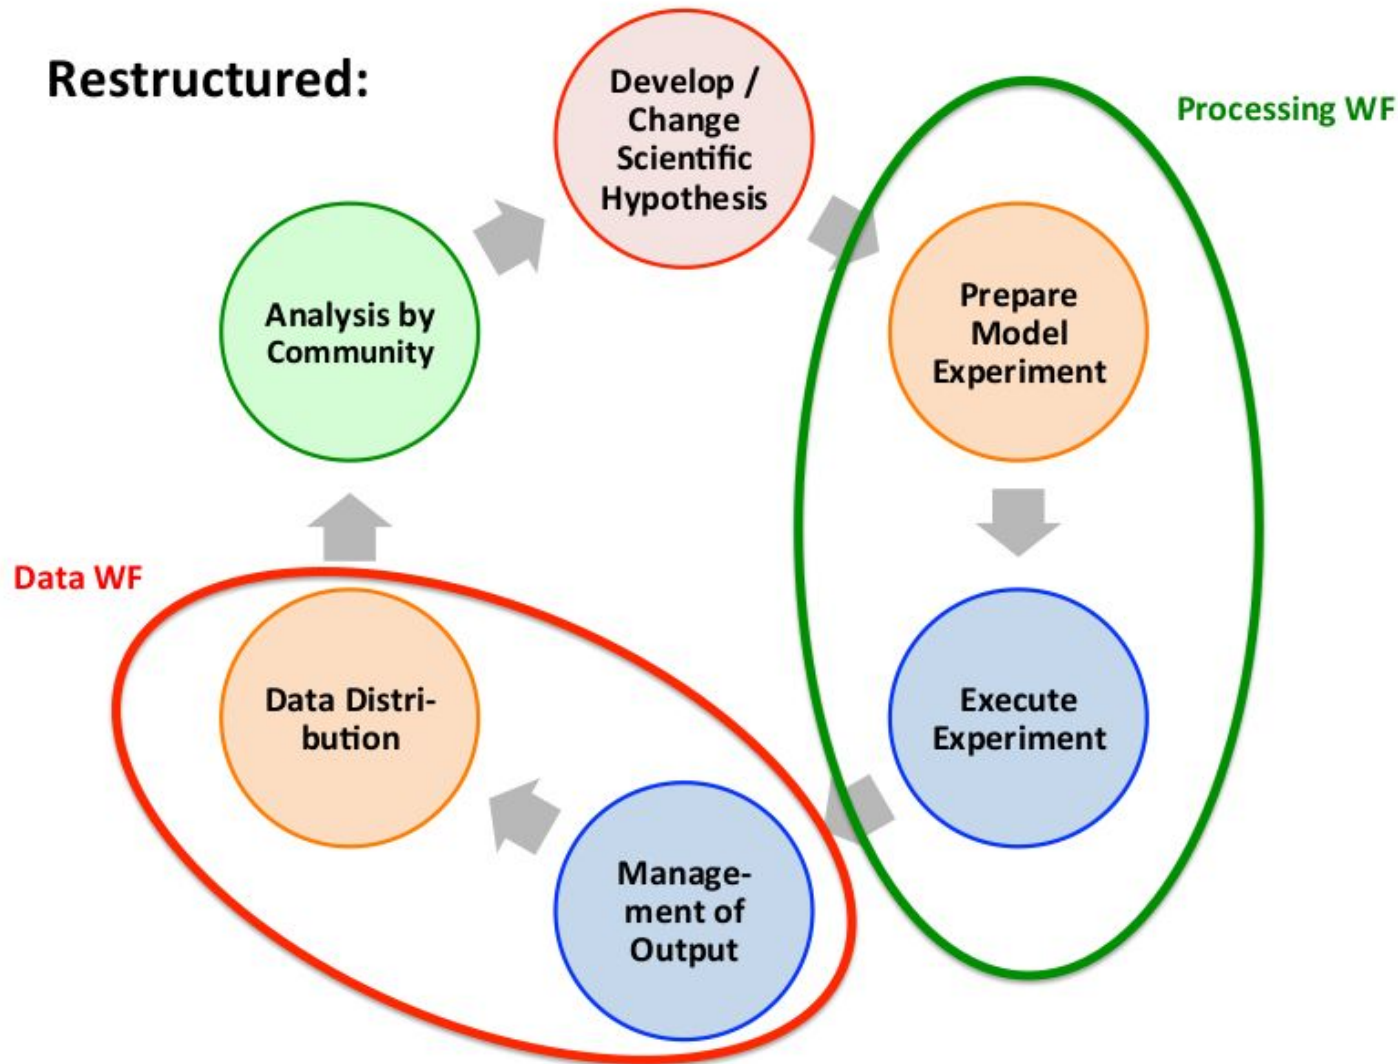 Restructured:
Develop /
Change
Scientific
Hypothesis
Processing WF
Prepare
Model
Experiment
Analysis by
Community
Data WF
Execute
Experiment
Data Distri-
bution
Manage-
ment of
Output